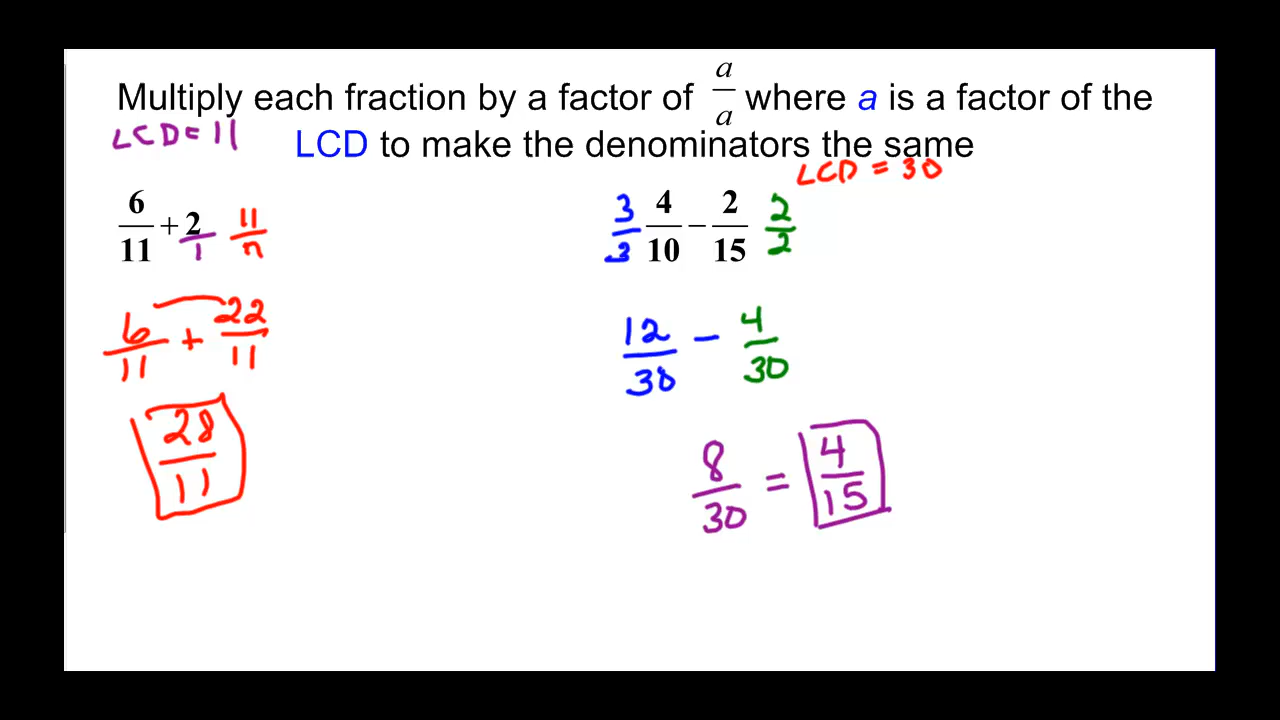 Multiply each fraction by a factor of a/a where a is a factor of the
LCD = 11
LCD to make the denominators the same
LCD = 30
6/11 + 2/1 11/11
6/11 + 22/11
28/11
3/3 4/10 − 2/15 2/2
12/30 − 4/30
8/30 = 4/15